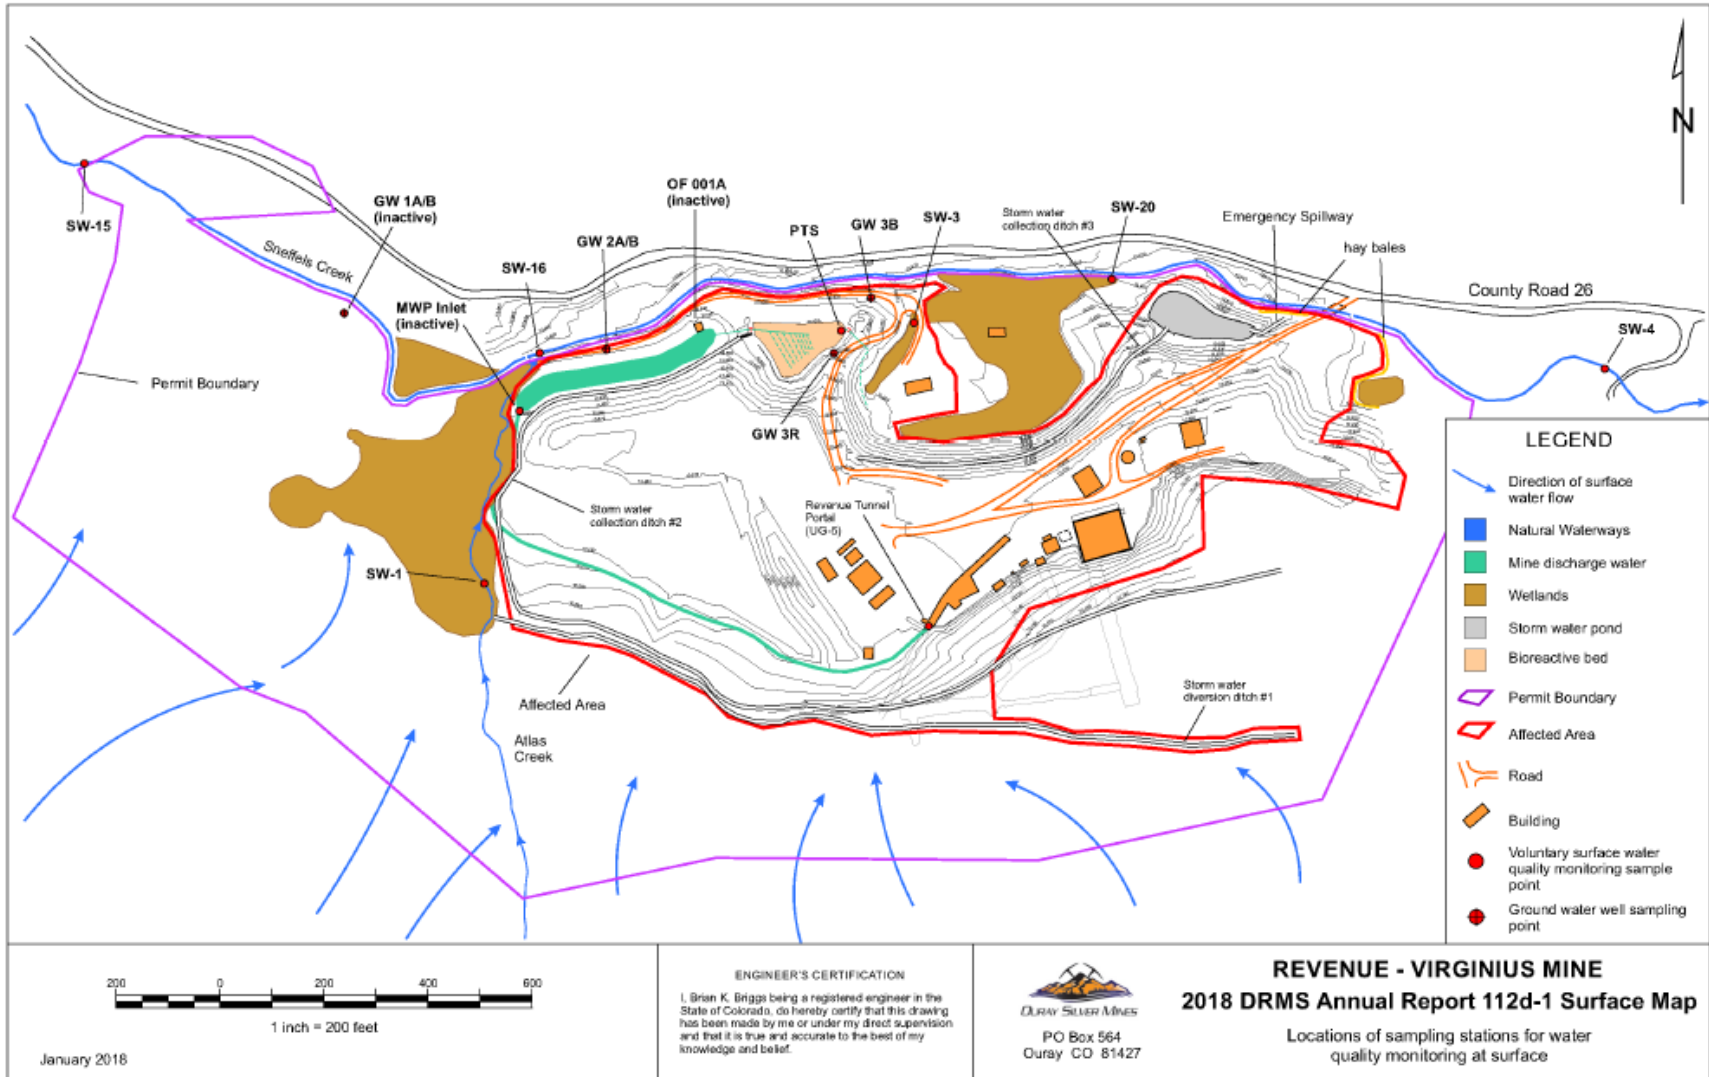 N
SW-15
GW 1A/B
(inactive)
Sneffels Creek
SW-16
MWP Inlet
(inactive)
GW 2A/B
OF 001A
(inactive)
PTS
GW 3B
SW-3
Storm water
collection ditch #3
SW-20
Emergency Spillway
hay bales
County Road 26
SW-4
Permit Boundary
GW 3R
Storm water
collection ditch #2
Revenue Tunnel
Portal
(UG-5)
SW-1
Affected Area
Atlas
Creek
Storm water
diversion ditch #1
LEGEND
Direction of surface
water flow
Natural Waterways
Mine discharge water
Wetlands
Storm water pond
Bioreactive bed
Permit Boundary
Affected Area
Road
Building
Voluntary surface water
quality monitoring sample
point
Ground water well sampling
point
200 0 200 400 600
1 inch = 200 feet
January 2018
ENGINEER'S CERTIFICATION
I, Brian K. Briggs being a registered engineer in the
State of Colorado, do hereby certify that this drawing
has been made by me or under my direct supervision
and that it is true and accurate to the best of my
knowledge and belief.
OURAY SILVER MINES
PO Box 564
Ouray CO 81427
REVENUE - VIRGINIUS MINE
2018 DRMS Annual Report 112d-1 Surface Map
Locations of sampling stations for water
quality monitoring at surface